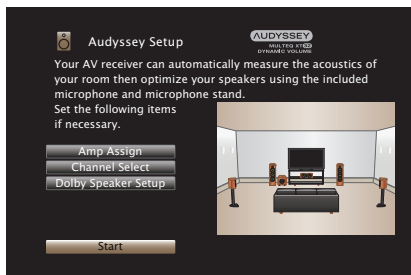 Audyssey Setup
AUDYSSEY
MULTEQ XT32
DYNAMIC VOLUME
Your AV receiver can automatically measure the acoustics of
your room then optimize your speakers using the included
microphone and microphone stand.
Set the following items
if necessary.
Amp Assign
Channel Select
Dolby Speaker Setup
Start